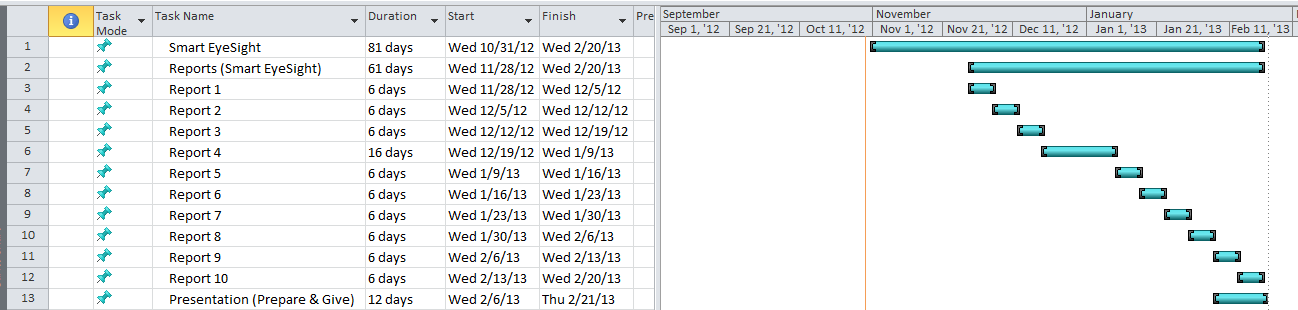 Task Mode Task Name Duration Start Finish Pre September November January
Sep 1, '12 Sep 21, '12 Oct 11, '12 Nov 1, '12 Nov 21, '12 Dec 11, '12 Jan 1, '13 Jan 21, '13 Feb 11, '13
1 Smart EyeSight 81 days Wed 10/31/12 Wed 2/20/13
2 Reports (Smart EyeSight) 61 days Wed 11/28/12 Wed 2/20/13
3 Report 1 6 days Wed 11/28/12 Wed 12/5/12
4 Report 2 6 days Wed 12/5/12 Wed 12/12/12
5 Report 3 6 days Wed 12/12/12 Wed 12/19/12
6 Report 4 16 days Wed 12/19/12 Wed 1/9/13
7 Report 5 6 days Wed 1/9/13 Wed 1/16/13
8 Report 6 6 days Wed 1/16/13 Wed 1/23/13
9 Report 7 6 days Wed 1/23/13 Wed 1/30/13
10 Report 8 6 days Wed 1/30/13 Wed 2/6/13
11 Report 9 6 days Wed 2/6/13 Wed 2/13/13
12 Report 10 6 days Wed 2/13/13 Wed 2/20/13
13 Presentation (Prepare & Give) 12 days Wed 2/6/13 Thu 2/21/13